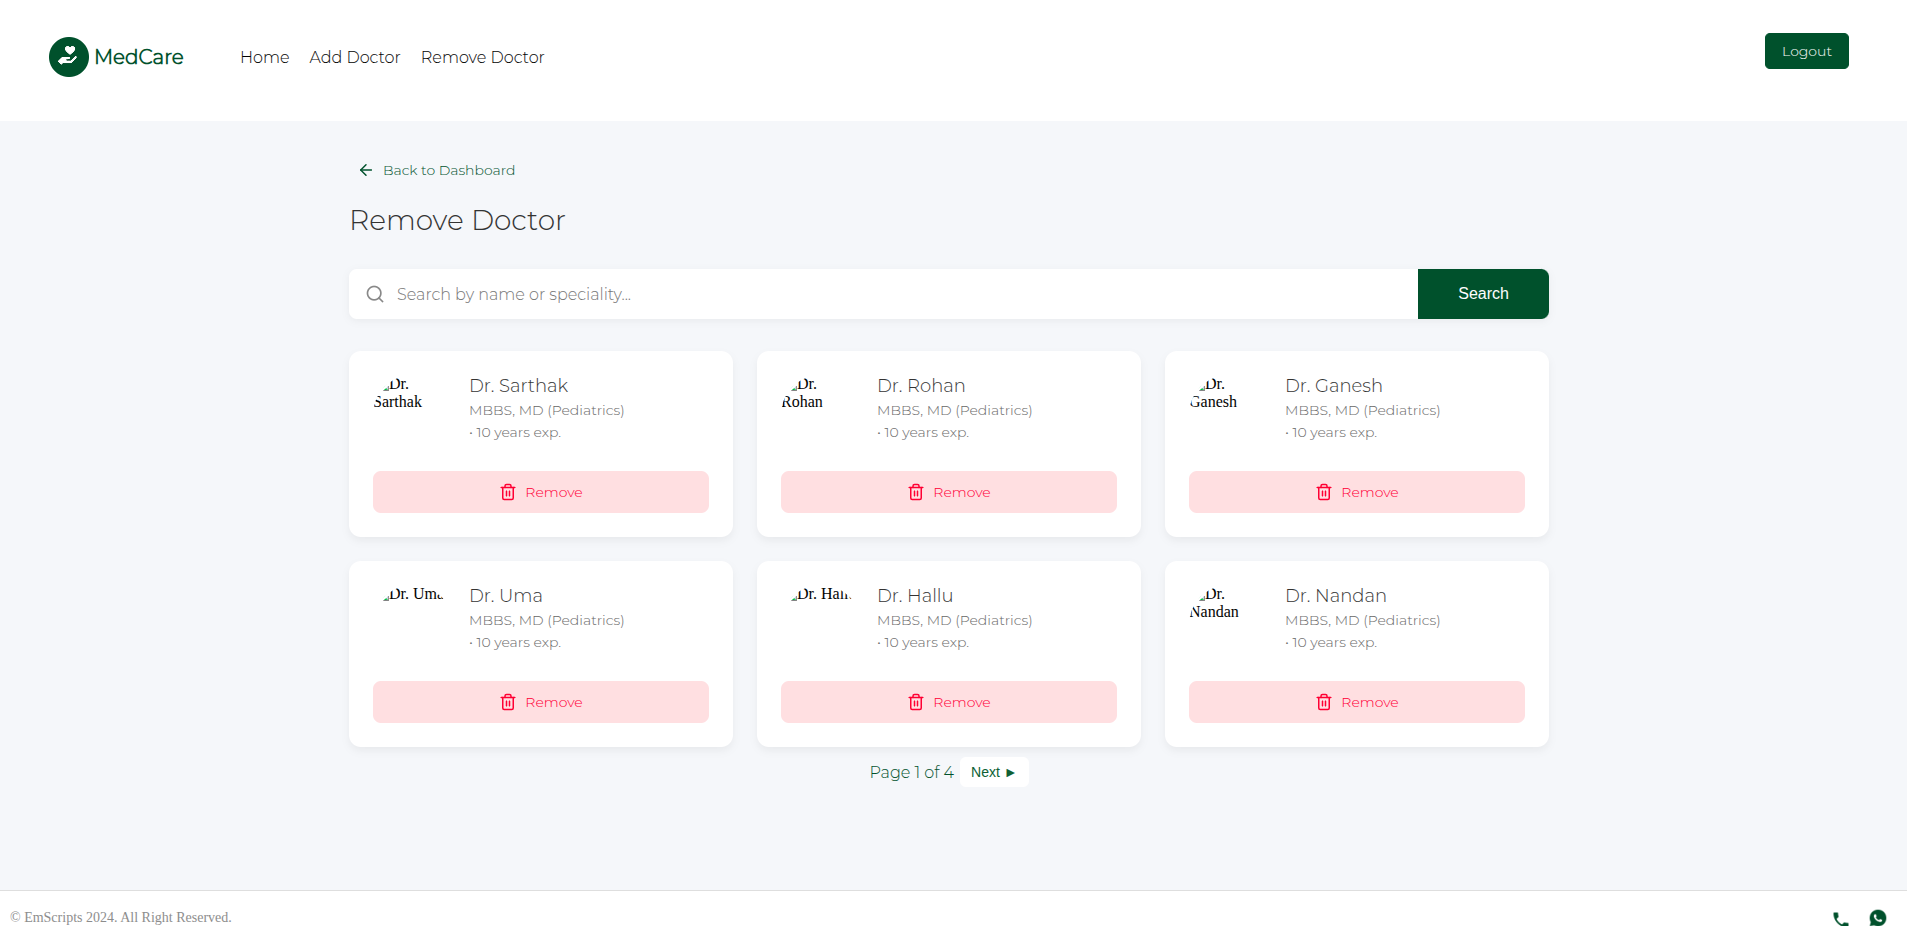 MedCare
Home Add Doctor Remove Doctor
Logout
Back to Dashboard
Remove Doctor
Search by name or speciality...
Search
Dr. Sarthak
Dr. Sarthak
MBBS, MD (Pediatrics)
• 10 years exp.
Remove
Dr. Rohan
Dr. Rohan
MBBS, MD (Pediatrics)
• 10 years exp.
Remove
Dr. Ganesh
Dr. Ganesh
MBBS, MD (Pediatrics)
• 10 years exp.
Remove
Dr. Uma
Dr. Uma
MBBS, MD (Pediatrics)
• 10 years exp.
Remove
Dr.
Dr. Hallu
MBBS, MD (Pediatrics)
• 10 years exp.
Remove
Dr.
Nandan
Dr. Nandan
MBBS, MD (Pediatrics)
• 10 years exp.
Remove
Page 1 of 4 Next ►
© EmScripts 2024. All Right Reserved.